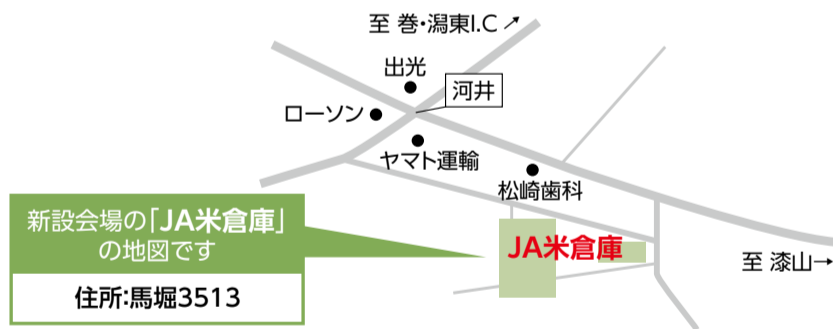 至 巻・潟東I.C↗
出光
河井
ローソン
ヤマト運輸
松崎歯科
新設会場の「JA米倉庫」
の地図です
住所:馬堀3513
JA米倉庫
至 漆山→